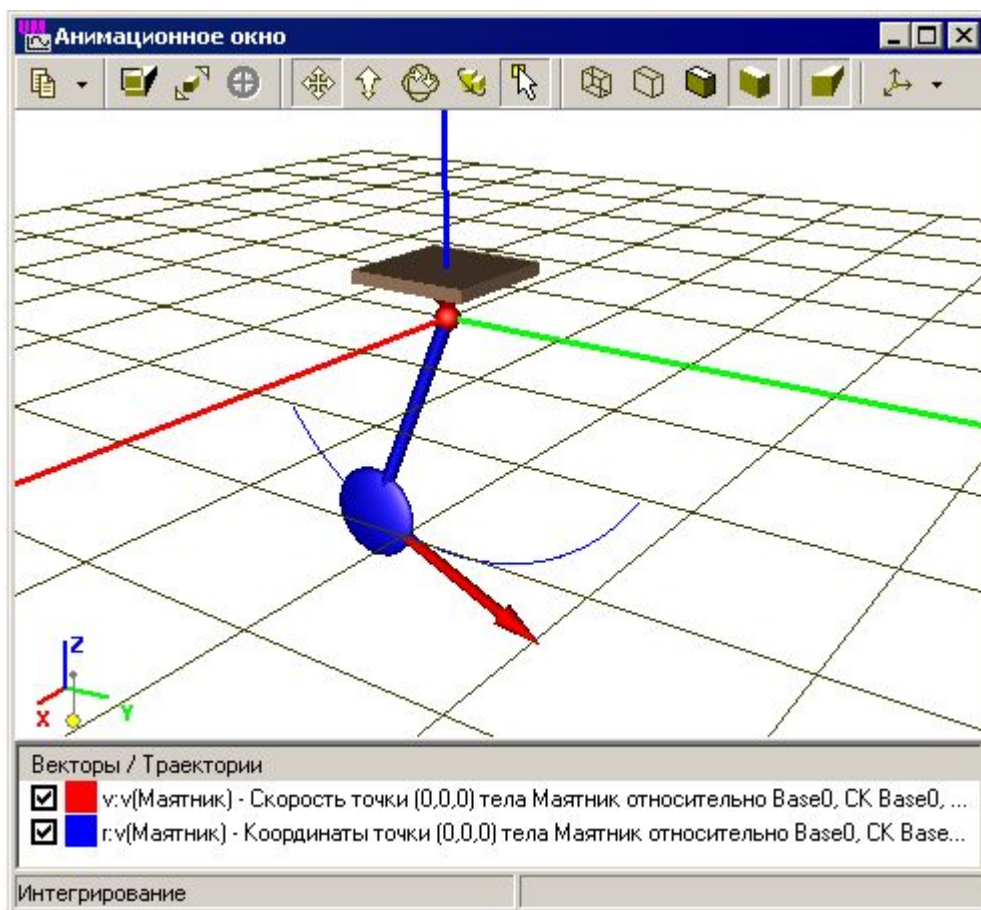 Анимационное окно
Z
X
Y
Векторы / Траектории
v:v(Маятник) - Скорость точки (0,0,0) тела Маятник относительно Base0, СК Base0, ...
r:v(Маятник) - Координаты точки (0,0,0) тела Маятник относительно Base0, СК Base...
Интегрирование